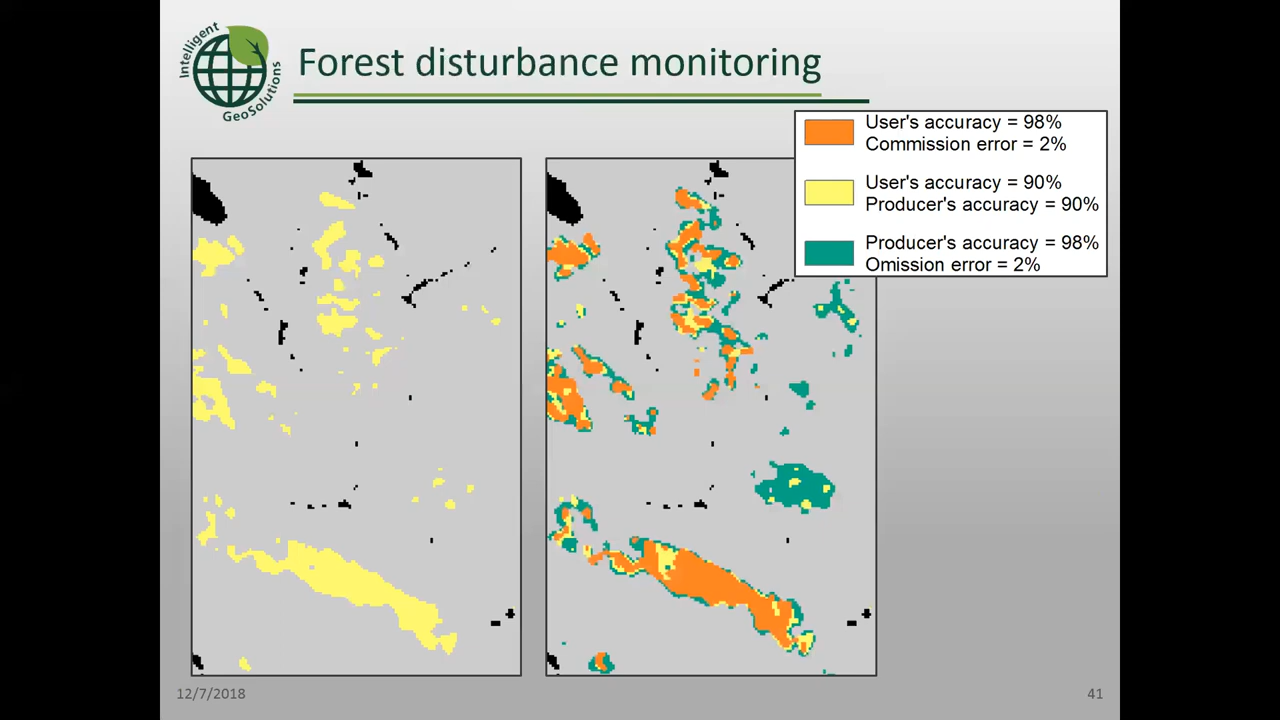 Intelligent
GeoSolutions
Forest disturbance monitoring
User's accuracy = 98%
Commission error = 2%
User's accuracy = 90%
Producer's accuracy = 90%
Producer's accuracy = 98%
Omission error = 2%
12/7/2018
41